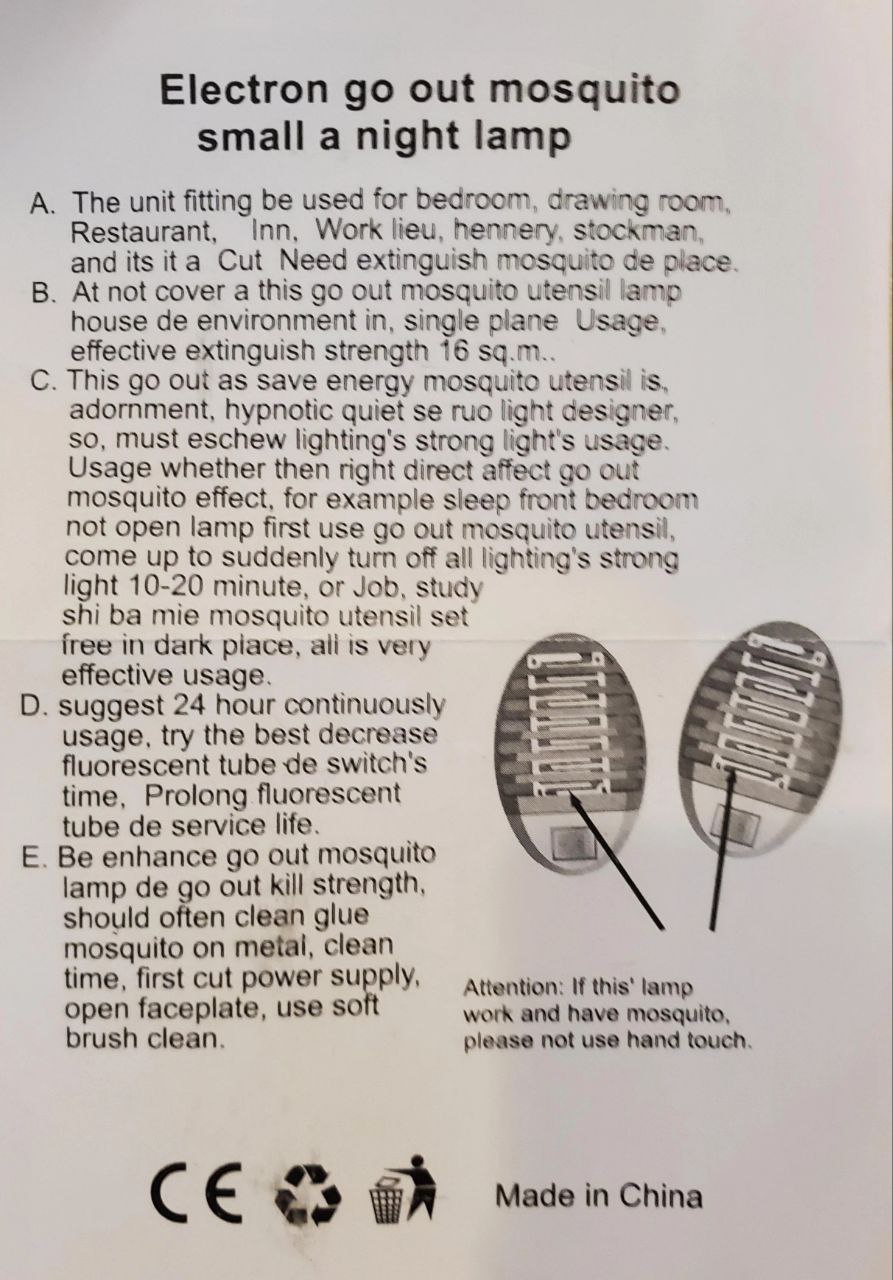 Electron go out mosquito
small a night lamp
A. The unit fitting be used for bedroom, drawing room,
Restaurant, Inn, Work lieu, hennery, stockman,
and its it a Cut Need extinguish mosquito de place.
B. At not cover a this go out mosquito utensil lamp
house de environment in, single plane Usage,
effective extinguish strength 16 sq.m..
C. This go out as save energy mosquito utensil is,
adornment, hypnotic quiet se ruo light designer,
so, must eschew lighting's strong light's usage.
Usage whether then right direct affect go out
mosquito effect, for example sleep front bedroom
not open lamp first use go out mosquito utensil,
come up to suddenly turn off all lighting's strong
light 10-20 minute, or Job, study
shi ba mie mosquito utensil set
free in dark place, all is very
effective usage.
D. suggest 24 hour continuously
usage, try the best decrease
fluorescent tube de switch's
time, Prolong fluorescent
tube de service life.
E. Be enhance go out mosquito
lamp de go out kill strength,
should often clean glue
mosquito on metal, clean
time, first cut power supply,
open faceplate, use soft
brush clean.
Attention: If this' lamp
work and have mosquito,
please not use hand touch.
CE
Made in China